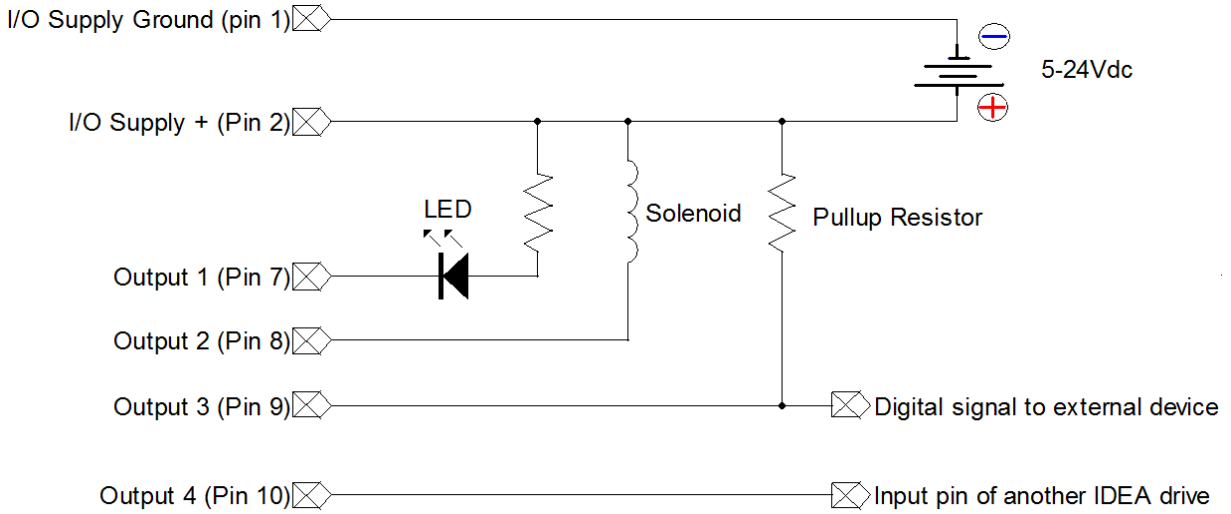 I/O Supply Ground (pin 1)
5-24Vdc
I/O Supply + (Pin 2)
LED
Solenoid
Pullup Resistor
Output 1 (Pin 7)
Output 2 (Pin 8)
Output 3 (Pin 9)
Digital signal to external device
Output 4 (Pin 10)
Input pin of another IDEA drive